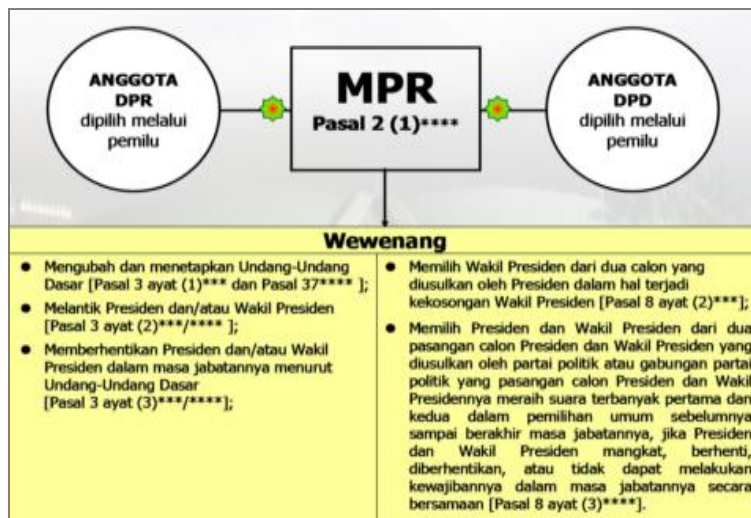 ANGGOTA
DPR
dipilih melalui
pemilu
MPR
Pasal 2 (1)****
ANGGOTA
DPD
dipilih melalui
pemilu
Wewenang
● Mengubah dan menetapkan Undang-Undang
Dasar [Pasal 3 ayat (1)*** dan Pasal 37**** ];
● Melantik Presiden dan/atau Wakil Presiden
[Pasal 3 ayat (2)***/**** ];
● Memberhentikan Presiden dan/atau Wakil
Presiden dalam masa jabatannya menurut
Undang-Undang Dasar
[Pasal 3 ayat (3)***/****];
● Memilih Wakil Presiden dari dua calon yang
diusulkan oleh Presiden dalam hal terjadi
kekosongan Wakil Presiden [Pasal 8 ayat (2)***];
● Memilih Presiden dan Wakil Presiden dari dua
pasangan calon Presiden dan Wakil Presiden yang
diusulkan oleh partai politik atau gabungan partai
politik yang pasangan calon Presiden dan Wakil
Presidennya meraih suara terbanyak pertama dan
kedua dalam pemilihan umum sebelumnya
sampai berakhir masa jabatannya, jika Presiden
dan Wakil Presiden mangkat, berhenti,
diberhentikan, atau tidak dapat melakukan
kewajibannya dalam masa jabatannya secara
bersamaan [Pasal 8 ayat (3)****].